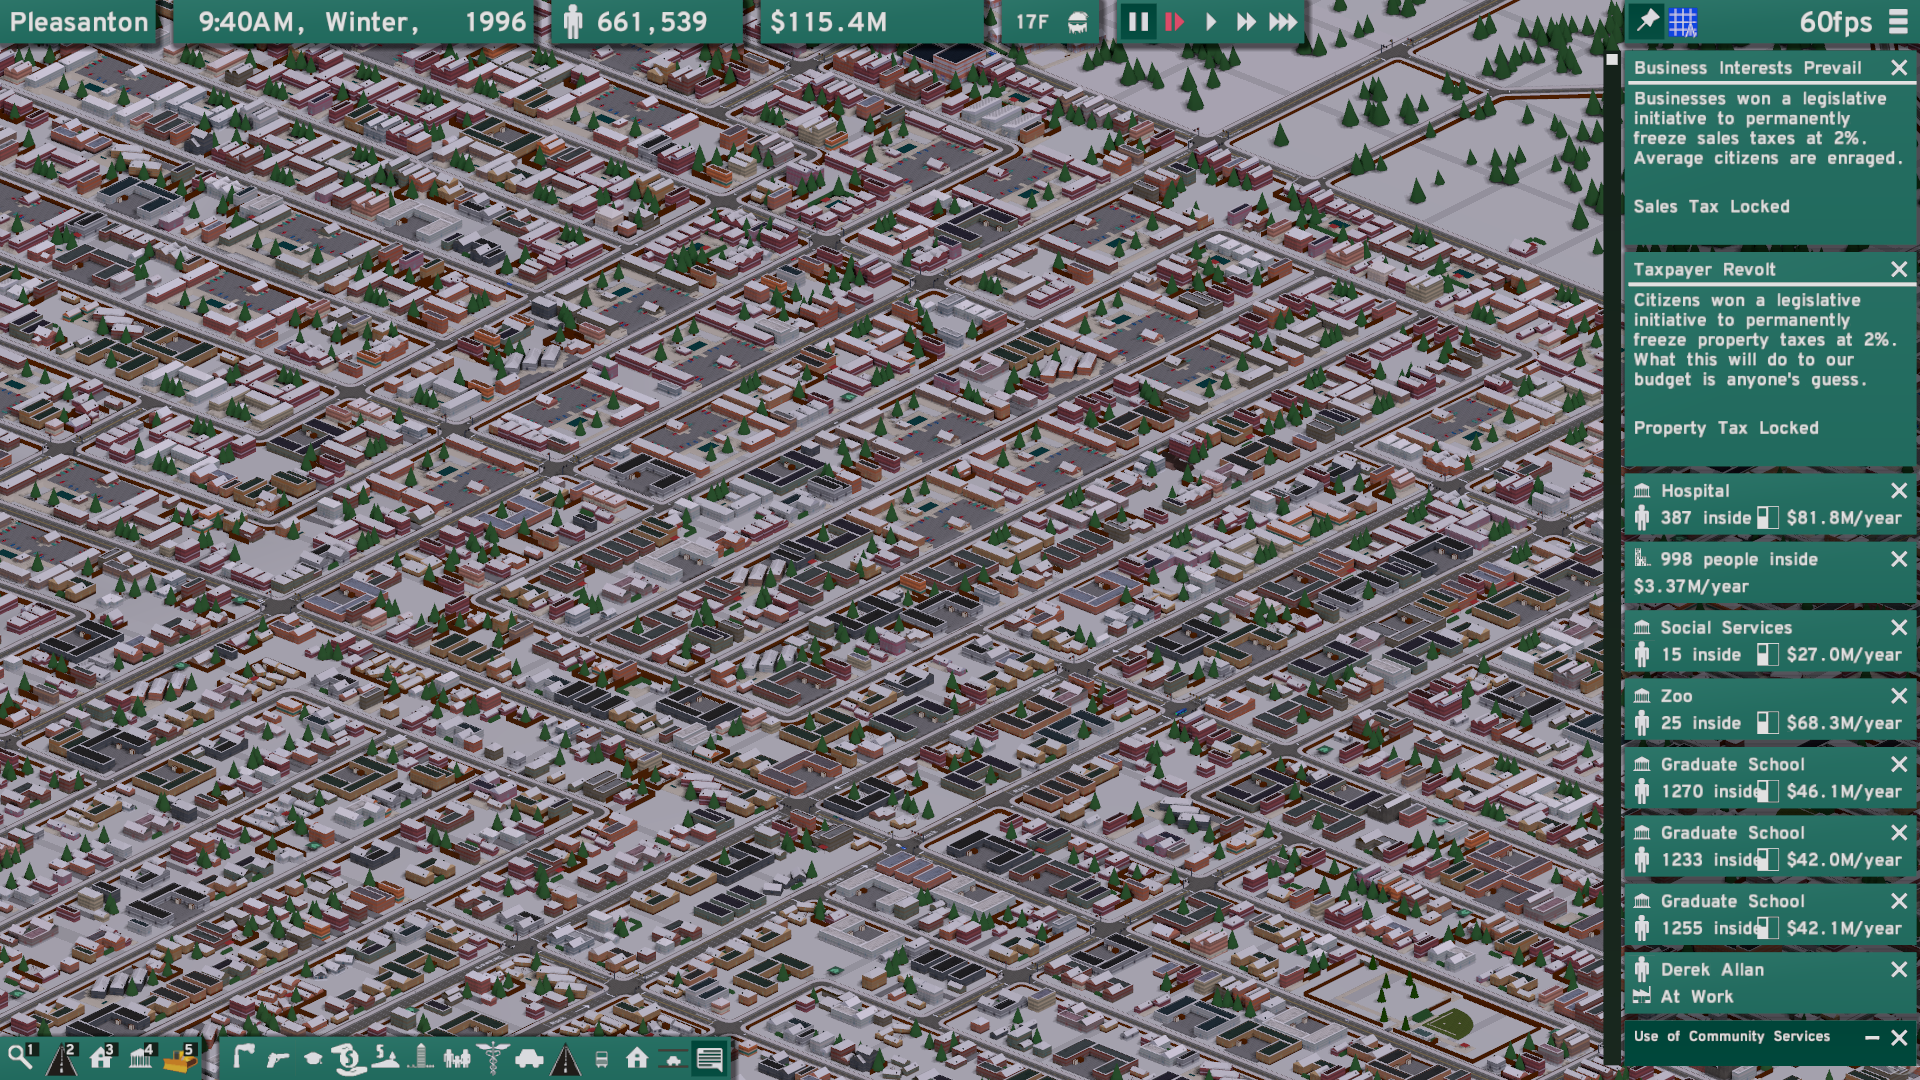 Pleasanton
9:40AM, Winter, 1996
661,539
$115.4M
17F
60fps
Business Interests Prevail
Businesses won a legislative
initiative to permanently
freeze sales taxes at 2%.
Average citizens are enraged.
Sales Tax Locked
Taxpayer Revolt
Citizens won a legislative
initiative to permanently
freeze property taxes at 2%.
What this will do to our
budget is anyone's guess.
Property Tax Locked
Hospital
387 inside $81.8M/year
998 people inside
$3.37M/year
Social Services
15 inside $27.0M/year
Zoo
25 inside $68.3M/year
Graduate School
1270 inside $46.1M/year
Graduate School
1233 inside $42.0M/year
Graduate School
1255 inside $42.1M/year
Derek Allan
At Work
Use of Community Services
1 2 3 4 5